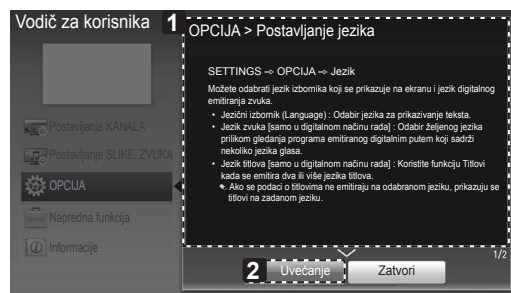 Vodič za korisnika
1
OPCIJA > Postavljanje jezika
SETTINGS ➾ OPCIJA ➾ Jezik
Možete odabrati jezik izbornika koji se prikazuje na ekranu i jezik digitalnog
emitiranja zvuka.
• Jezični izbornik (Language) : Odabir jezika za prikazivanje teksta.
• Jezik zvuka [samo u digitalnom načinu rada] : Odabir željenog jezika
prilikom gledanja programa emitiranog digitalnim putem koji sadrži
nekoliko jezika glasa.
• Jezik titlova [samo u digitalnom načinu rada] : Koristite funkciju Titlovi
kada se emitira dva ili više jezika titlova.
Ako se podaci o titlovima ne emitiraju na odabranom jeziku, prikazuju se
titlovi na zadanom jeziku.
Postavljanje KANALA
Postavljanje SLIKE, ZVUKA
OPCIJA
Napredna funkcija
Informacije
1/2
2
Uvećanje
Zatvori